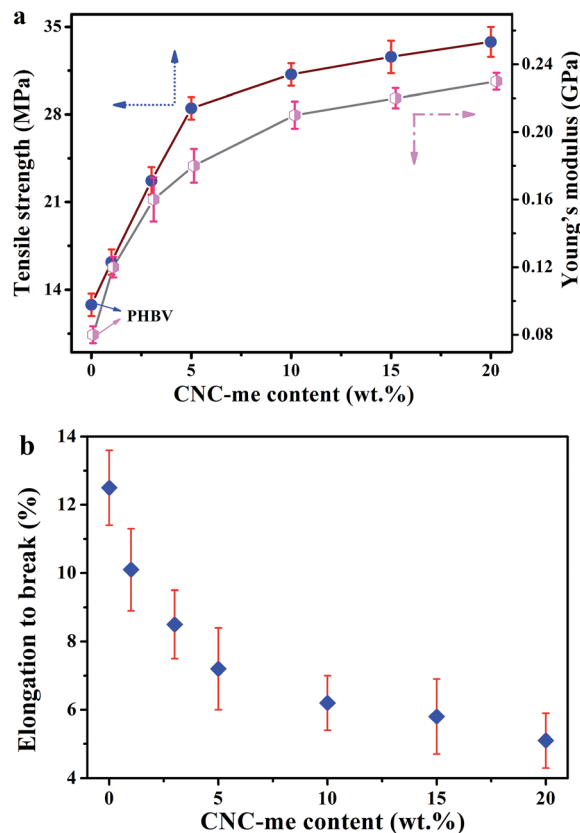 a
Tensile strength (MPa)
35
28
21
14
PHBV
0.24
0.20
0.16
0.12
0.08
Young's modulus (GPa)
0 5 10 15 20
CNC-me content (wt.%)
b
Elongation to break (%)
14
12
10
8
6
4
0 5 10 15 20
CNC-me content (wt.%)